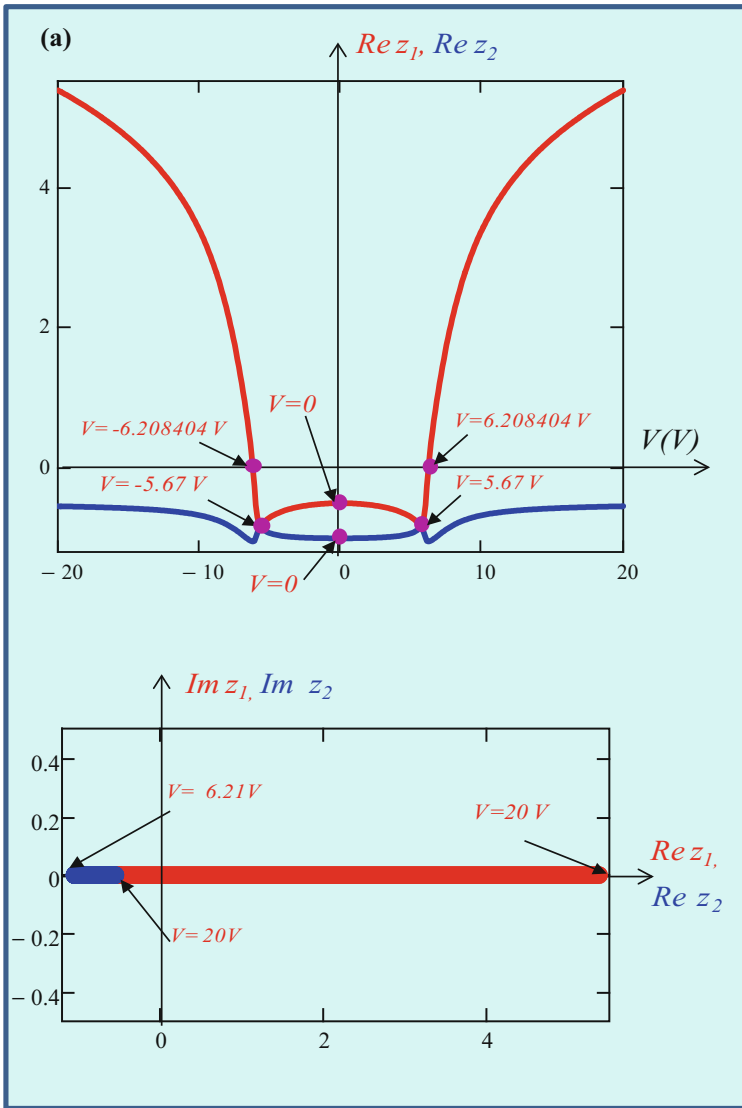 (a)
Re z1, Re z2
4
2
V=0
V= -6.208404 V
V=6.208404 V
V(V)
0
V= -5.67 V
V=5.67 V
– 20
– 10
V=0
0
10
20
Im z1, Im z2
0.4
V= 6.21V
0.2
V=20 V
Re z1,
0
Re z2
V= 20V
– 0.2
– 0.4
0
2
4